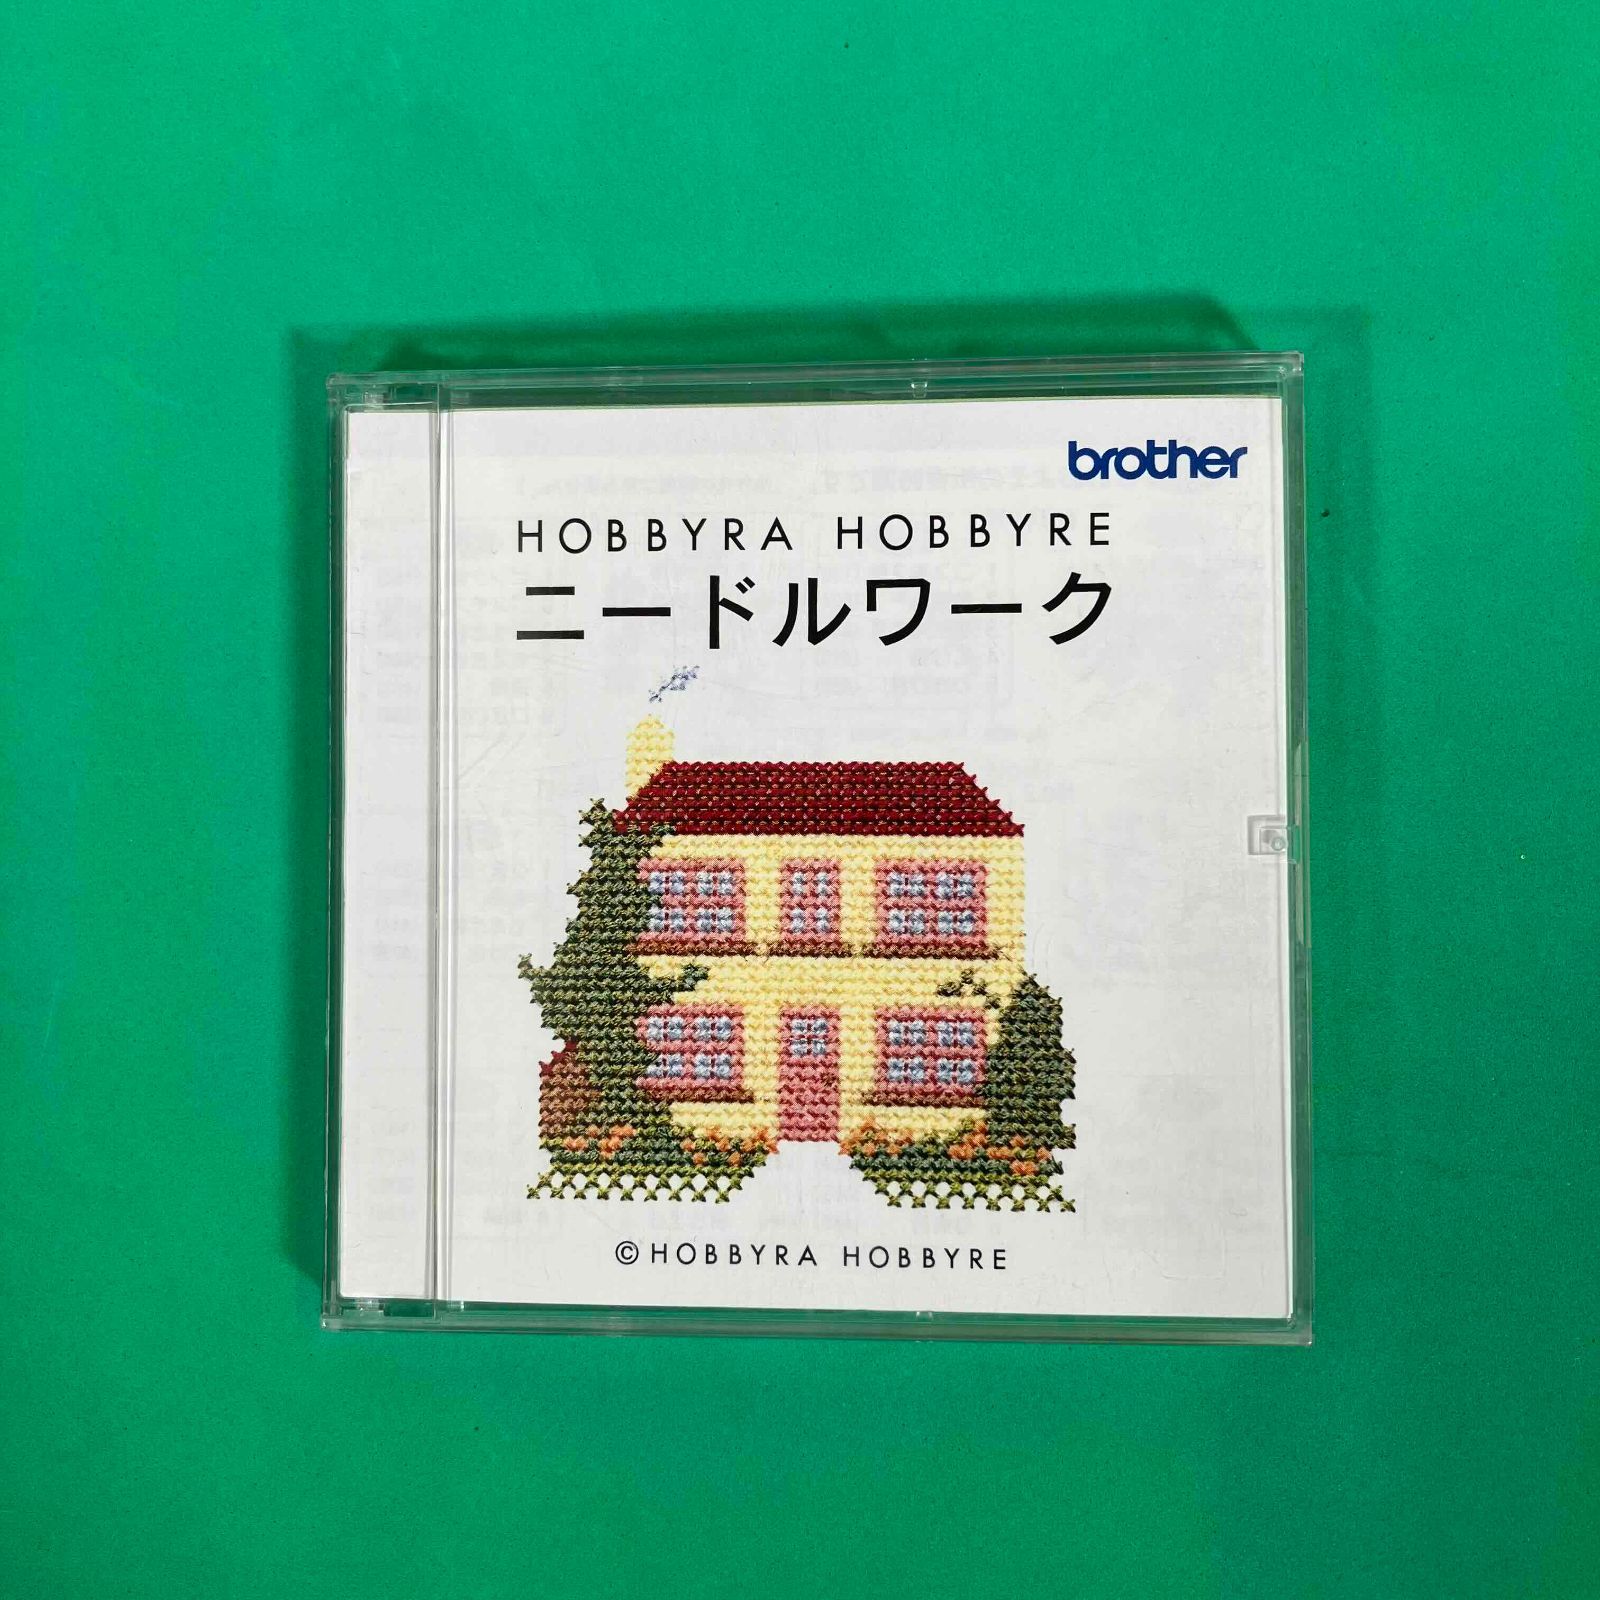 brother
HOBBYRA HOBBYRE
ニードルワーク
©HOBBYRA HOBBYRE